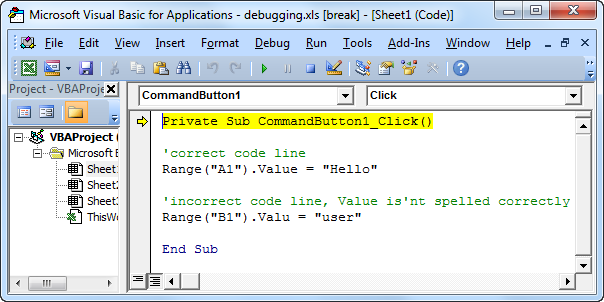 Microsoft Visual Basic for Applications - debugging.xls [break] - [Sheet1 (Code)]
File Edit View Insert Format Debug Run Tools Add-Ins Window Help
Project - VBAProje
CommandButton1 Click
VBAProject (
Microsoft E
Sheet1
Sheet2
Sheet3
ThisWo
Private Sub CommandButton1_Click()
'correct code line
Range("A1").Value = "Hello"
'incorrect code line, Value is'nt spelled correctly
Range("B1").Valu = "user"
End Sub